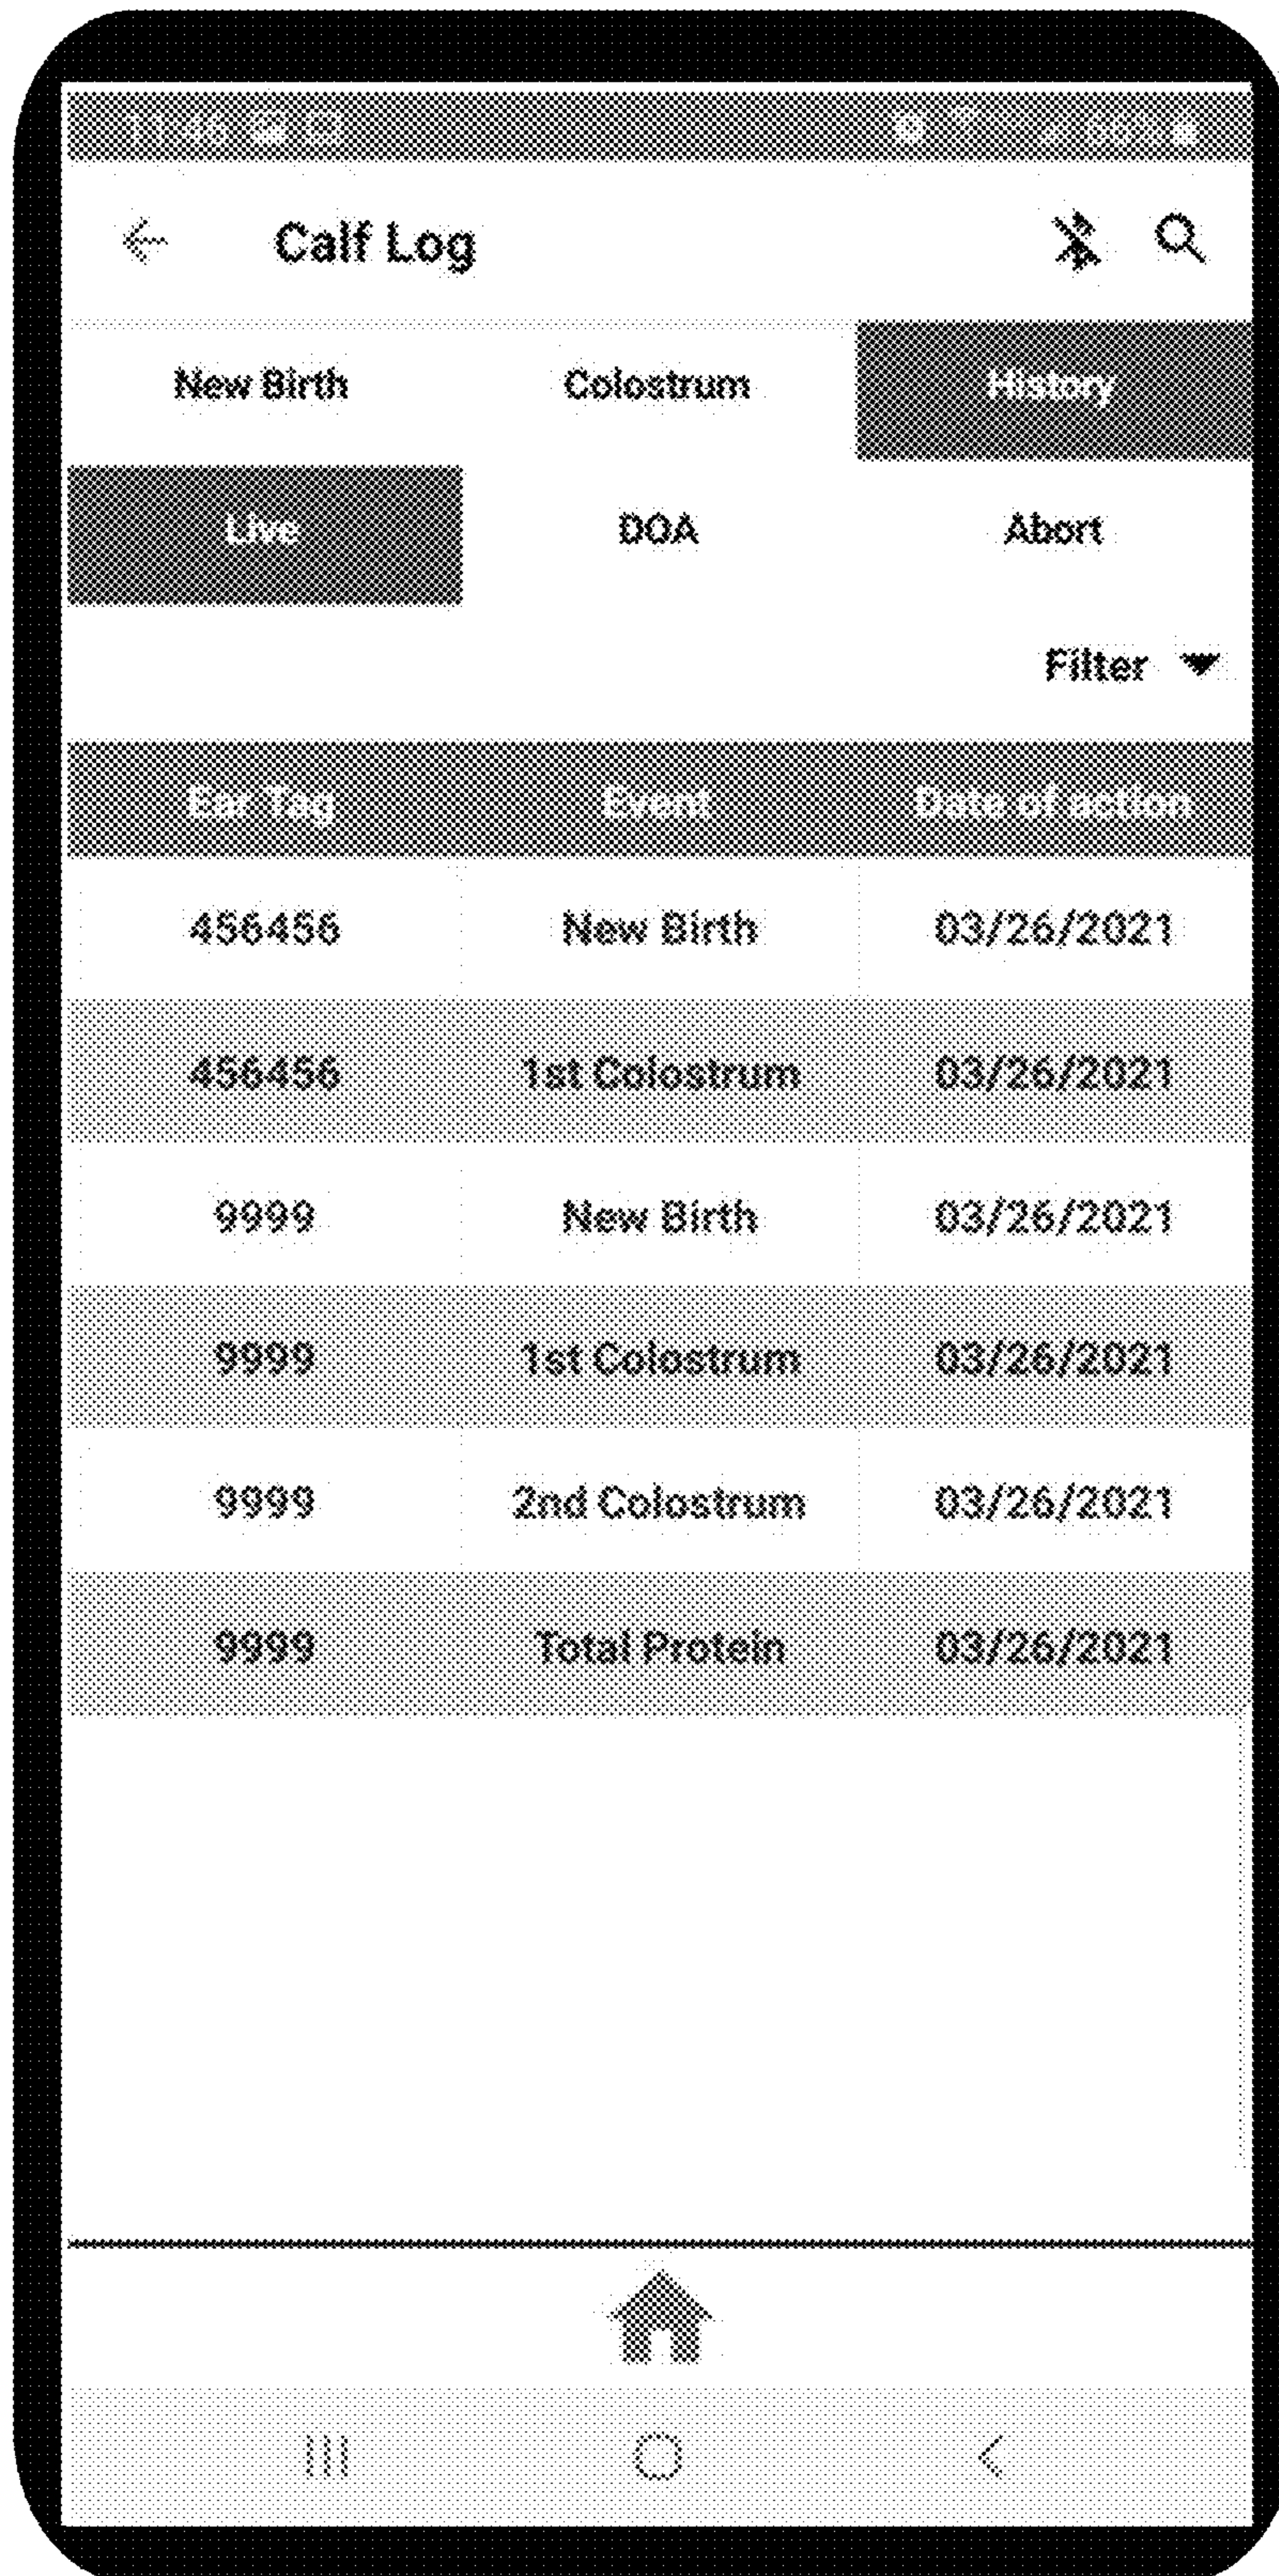 Calf Log
New Birth Colostrum History
Live DOA Abort
Filter
Ear Tag Event Date of action
456456 New Birth 03/26/2021
456456 1st Colostrum 03/26/2021
9999 New Birth 03/26/2021
9999 1st Colostrum 03/26/2021
9999 2nd Colostrum 03/26/2021
9999 Total Protein 03/26/2021